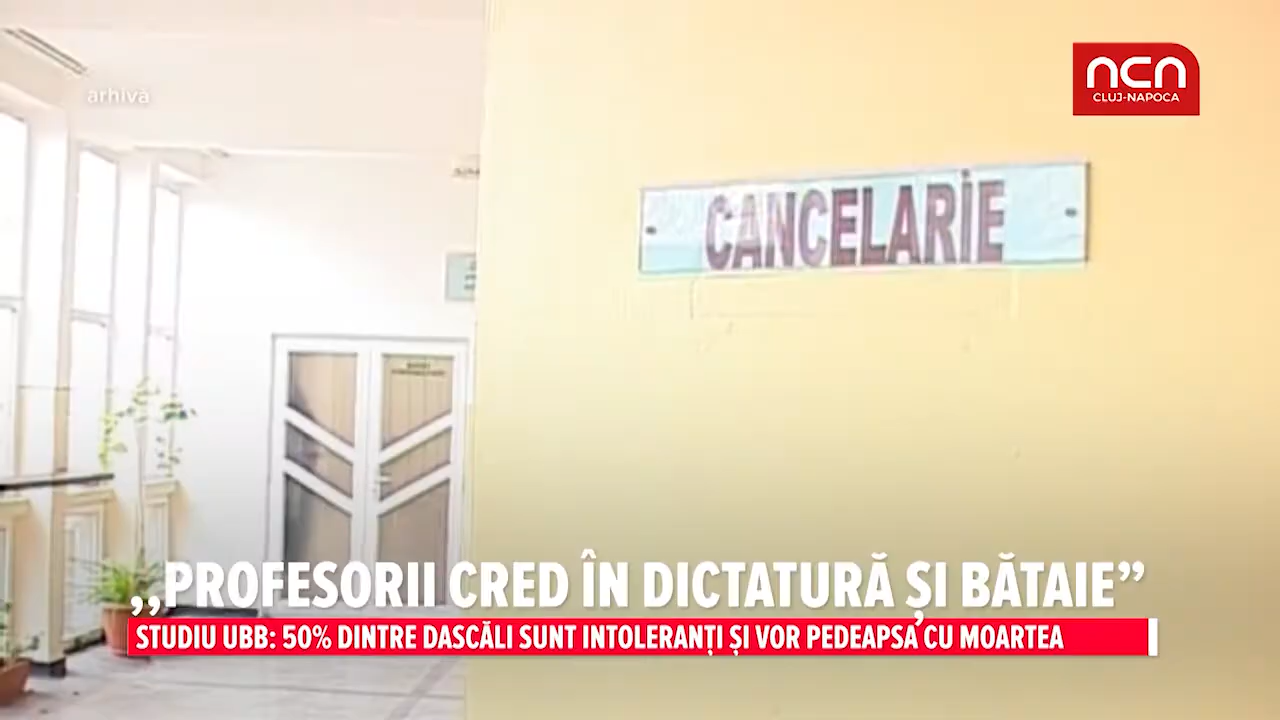 arhivă
ncn
CLUJ-NAPOCA
CANCELARİE
,,PROFESORII CRED ÎN DICTATURĂ ȘI BĂTAIE”
STUDIU UBB: 50% DINTRE DASCĂLI SUNT INTOLERANȚI ȘI VOR PEDEAPSA CU MOARTEA